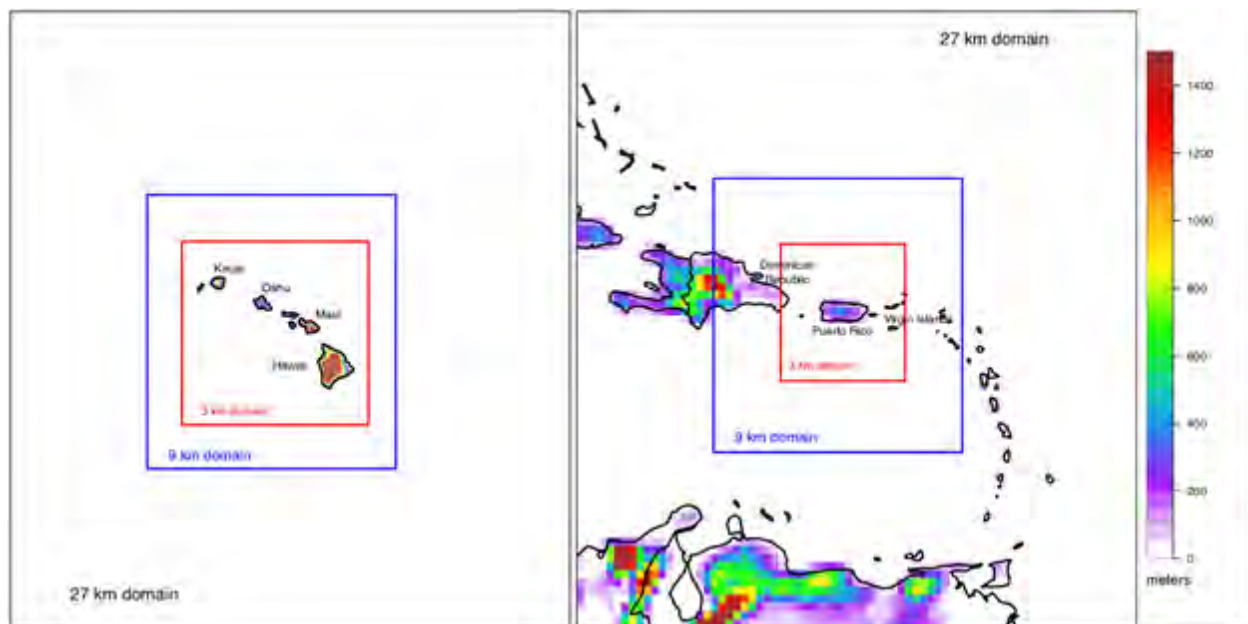 Kauai
Oahu
Maui
Hawaii
3 km domain
9 km domain
27 km domain
27 km domain
Dominican
Republic
Puerto Rico
Virgin Islands
3 km domain
9 km domain
1400
1200
1000
800
600
400
200
0
meters